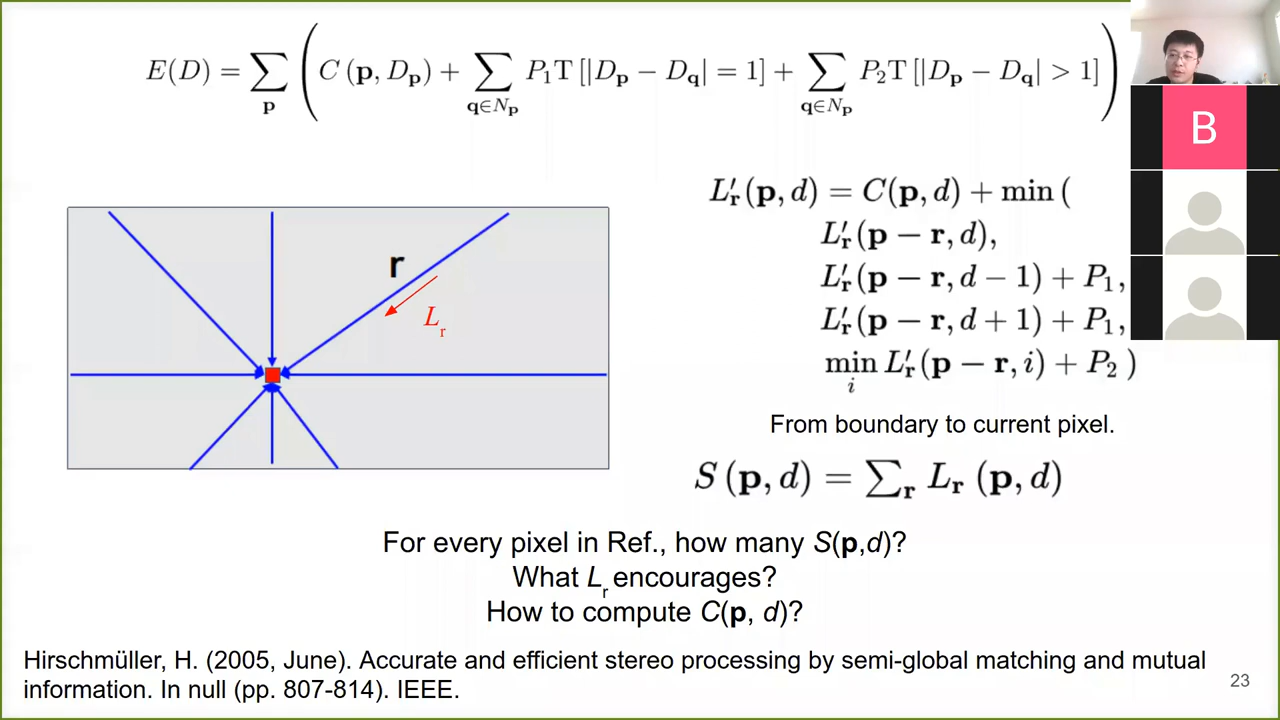 E(D) = ∑_p ( C (p, D_p) + ∑_{q∈N_p} P_1 T [|D_p − D_q| = 1] + ∑_{q∈N_p} P_2 T [|D_p − D_q| > 1] )
B
r
L_r
L'_r (p, d) = C(p, d) + min (
L'_r (p − r, d),
L'_r (p − r, d − 1) + P_1,
L'_r (p − r, d + 1) + P_1,
min_i L'_r (p − r, i) + P_2 )
From boundary to current pixel.
S (p, d) = ∑_r L_r (p, d)
For every pixel in Ref., how many S(p,d)?
What L_r encourages?
How to compute C(p, d)?
Hirschmüller, H. (2005, June). Accurate and efficient stereo processing by semi-global matching and mutual
information. In null (pp. 807-814). IEEE.
23